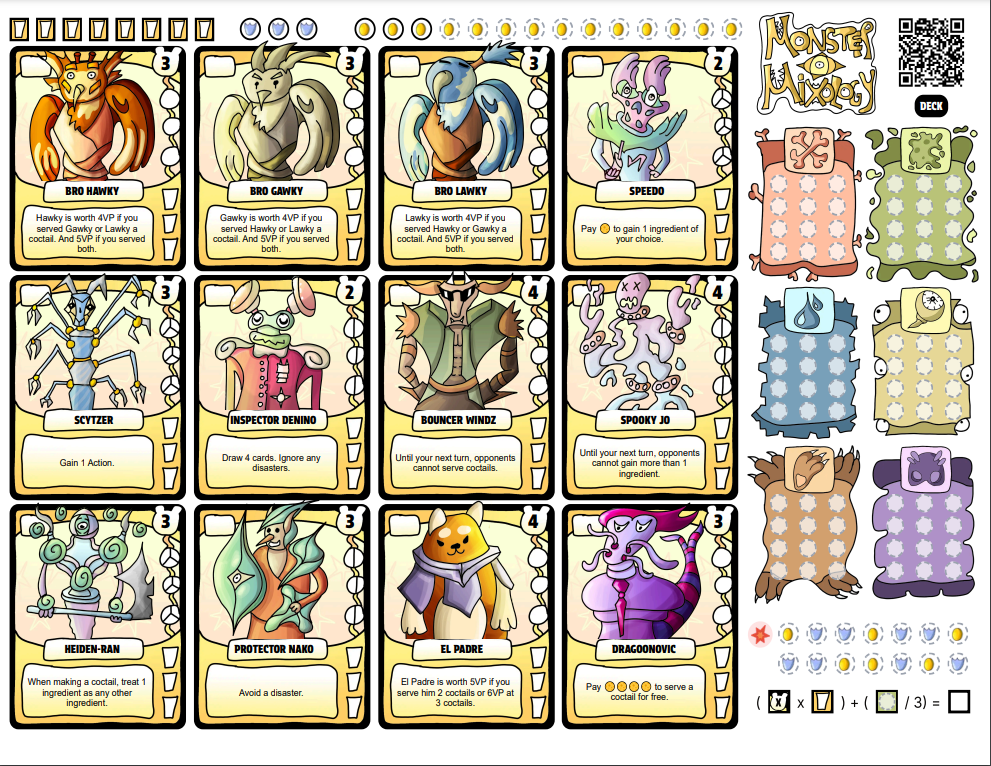 MONSTER
MIXOLOGY
DECK
3
BRO HAWKY
Hawky is worth 4VP if you
served Gawky or Lawky a
coctail. And 5VP if you served
both.
3
BRO GAWKY
Gawky is worth 4VP if you
served Hawky or Lawky a
coctail. And 5VP if you served
both.
3
BRO LAWKY
Lawky is worth 4VP if you
served Hawky or Gawky a
coctail. And 5VP if you served
both.
2
SPEEDO
Pay to gain 1 ingredient of
your choice.
3
SCYTZER
Gain 1 Action.
2
INSPECTOR DENINO
Draw 4 cards. Ignore any
disasters.
4
BOUNCER WINDZ
Until your next turn, opponents
cannot serve coctails.
4
SPOOKY JO
Until your next turn, opponents
cannot gain more than 1
ingredient.
3
HEIDEN-RAN
When making a coctail, treat 1
ingredient as any other
ingredient.
3
PROTECTOR NAKO
Avoid a disaster.
4
EL PADRE
El Padre is worth 5VP if you
serve him 2 coctails or 6VP at
3 coctails.
3
DRAGOONOVIC
Pay to serve a
coctail for free.
( X x ) + ( / 3) =